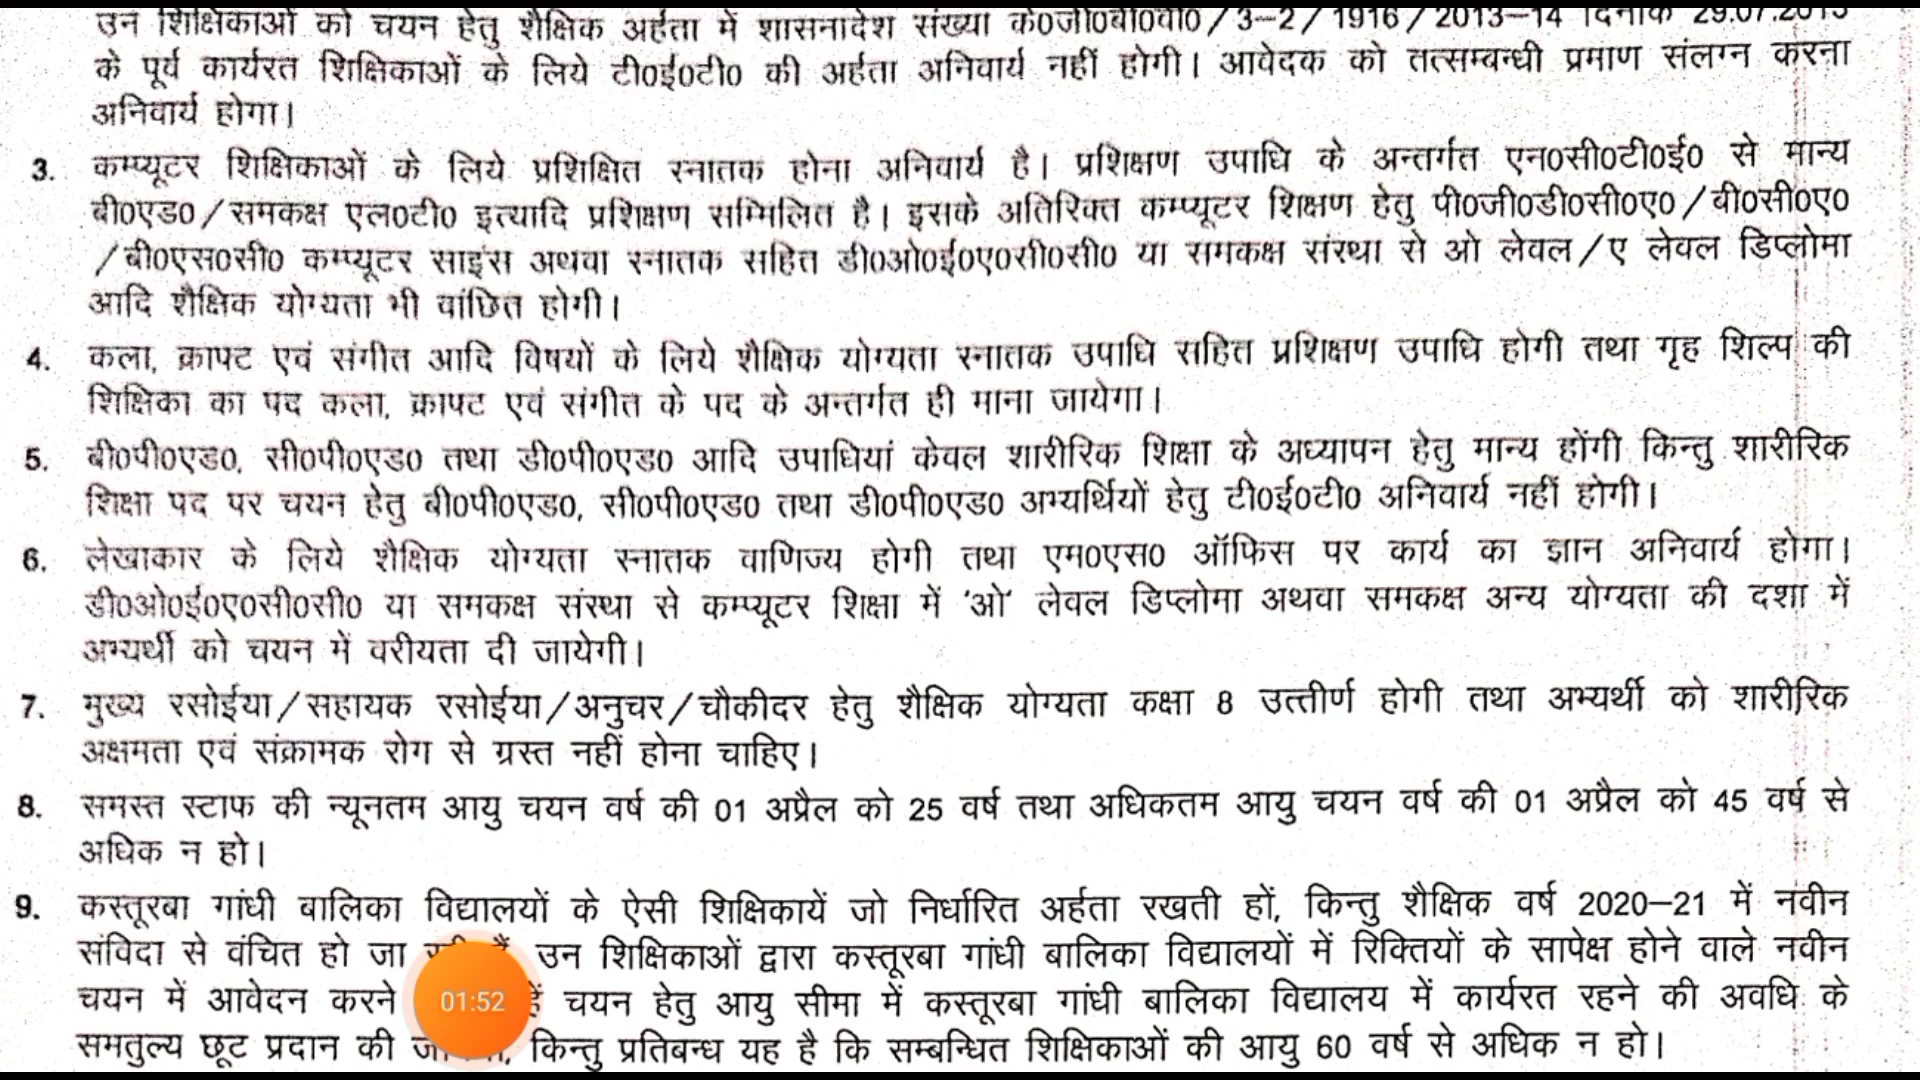 उन शिक्षिकाओं को चयन हेतु शैक्षिक अर्हता में शासनादेश संख्या के0जी0बी0वी0/3–2/1916/2013–14 दिनांक 29.07.2013
के पूर्व कार्यरत शिक्षिकाओं के लिये टी0ई0टी0 की अर्हता अनिवार्य नहीं होगी। आवेदक को तत्सम्बन्धी प्रमाण संलग्न करना
अनिवार्य होगा।
3. कम्प्यूटर शिक्षिकाओं के लिये प्रशिक्षित स्नातक होना अनिवार्य है। प्रशिक्षण उपाधि के अन्तर्गत एन0सी0टी0ई0 से मान्य
बी0एड0/समकक्ष एल0टी0 इत्यादि प्रशिक्षण सम्मिलित है। इसके अतिरिक्त कम्प्यूटर शिक्षण हेतु पी0जी0डी0सी0ए0/बी0सी0ए0
/बी0एस0सी0 कम्प्यूटर साइंस अथवा स्नातक सहित डी0ओ0ई0ए0सी0सी0 या समकक्ष संस्था से ओ लेवल/ए लेवल डिप्लोमा
आदि शैक्षिक योग्यता भी वांछित होगी।
4. कला, क्राफ्ट एवं संगीत आदि विषयों के लिये शैक्षिक योग्यता स्नातक उपाधि सहित प्रशिक्षण उपाधि होगी तथा गृह शिल्प की
शिक्षिका का पद कला, क्राफ्ट एवं संगीत के पद के अन्तर्गत ही माना जायेगा।
5. बी0पी0एड0, सी0पी0एड0 तथा डी0पी0एड0 आदि उपाधियां केवल शारीरिक शिक्षा के अध्यापन हेतु मान्य होंगी किन्तु शारीरिक
शिक्षा पद पर चयन हेतु बी0पी0एड0, सी0पी0एड0 तथा डी0पी0एड0 अभ्यर्थियों हेतु टी0ई0टी0 अनिवार्य नहीं होगी।
6. लेखाकार के लिये शैक्षिक योग्यता स्नातक वाणिज्य होगी तथा एम0एस0 ऑफिस पर कार्य का ज्ञान अनिवार्य होगा।
डी0ओ0ई0ए0सी0सी0 या समकक्ष संस्था से कम्प्यूटर शिक्षा में 'ओ' लेवल डिप्लोमा अथवा समकक्ष अन्य योग्यता की दशा में
अभ्यर्थी को चयन में वरीयता दी जायेगी।
7. मुख्य रसोईया/सहायक रसोईया/अनुचर/चौकीदर हेतु शैक्षिक योग्यता कक्षा 8 उत्तीर्ण होगी तथा अभ्यर्थी को शारीरिक
अक्षमता एवं संक्रामक रोग से ग्रस्त नहीं होना चाहिए।
8. समस्त स्टाफ की न्यूनतम आयु चयन वर्ष की 01 अप्रैल को 25 वर्ष तथा अधिकतम आयु चयन वर्ष की 01 अप्रैल को 45 वर्ष से
अधिक न हो।
9. कस्तूरबा गांधी बालिका विद्यालयों के ऐसी शिक्षिकायें जो निर्धारित अर्हता रखती हों, किन्तु शैक्षिक वर्ष 2020–21 में नवीन
संविदा से वंचित हो जा उन शिक्षिकाओं द्वारा कस्तूरबा गांधी बालिका विद्यालयों में रिक्तियों के सापेक्ष होने वाले नवीन
चयन में आवेदन करने 01:52 चयन हेतु आयु सीमा में कस्तूरबा गांधी बालिका विद्यालय में कार्यरत रहने की अवधि के
समतुल्य छूट प्रदान की किन्तु प्रतिबन्ध यह है कि सम्बन्धित शिक्षिकाओं की आयु 60 वर्ष से अधिक न हो।